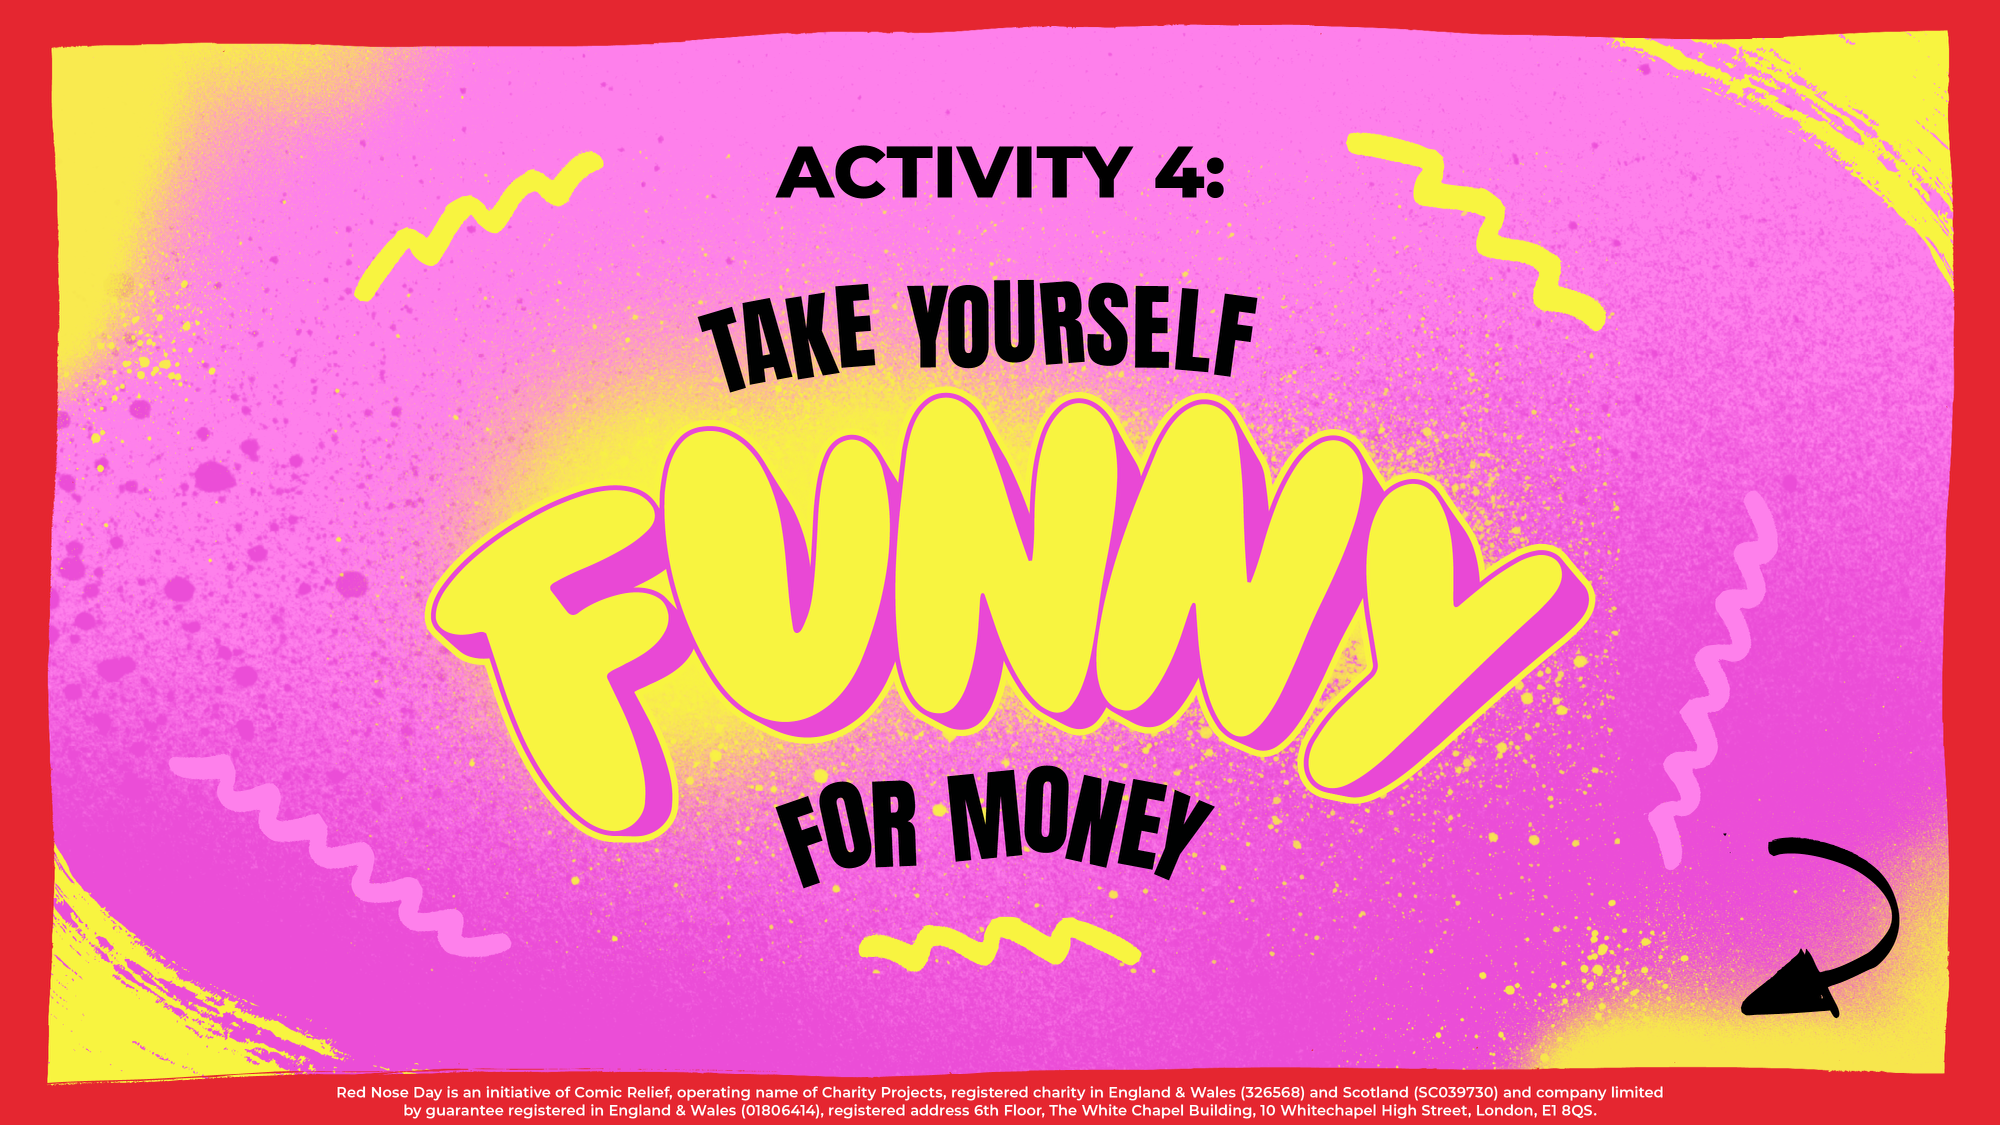 ACTIVITY 4:
TAKE YOURSELF
FUNNY
FOR MONEY
Red Nose Day is an initiative of Comic Relief, operating name of Charity Projects, registered charity in England & Wales (326568) and Scotland (SC039730) and company limited
by guarantee registered in England & Wales (01806414), registered address 6th Floor, The White Chapel Building, 10 Whitechapel High Street, London, E1 8QS.